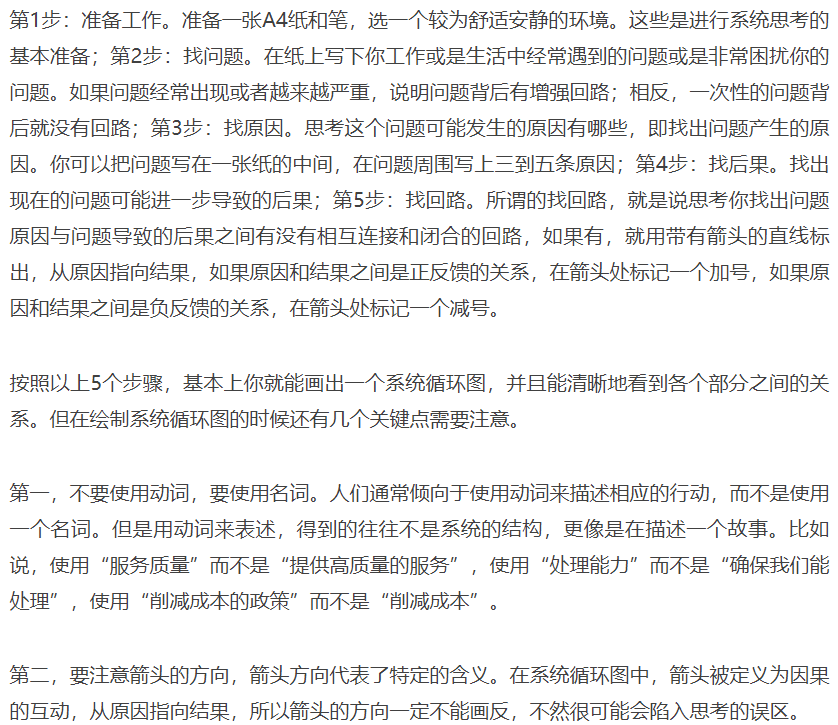 第1步：准备工作。准备一张A4纸和笔，选一个较为舒适安静的环境。这些是进行系统思考的
基本准备；第2步：找问题。在纸上写下你工作或是生活中经常遇到的问题或是非常困扰你的
问题。如果问题经常出现或者越来越严重，说明问题背后有增强回路；相反，一次性的问题背
后就没有回路；第3步：找原因。思考这个问题可能发生的原因有哪些，即找出问题产生的原
因。你可以把问题写在一张纸的中间，在问题周围写上三到五条原因；第4步：找后果。找出
现在的问题可能进一步导致的后果；第5步：找回路。所谓的找回路，就是说思考你找出问题
原因与问题导致的后果之间有没有相互连接和闭合的回路，如果有，就用带有箭头的直线标
出，从原因指向结果，如果原因和结果之间是正反馈的关系，在箭头处标记一个加号，如果原
因和结果之间是负反馈的关系，在箭头处标记一个减号。
按照以上5个步骤，基本上你就能画出一个系统循环图，并且能清晰地看到各个部分之间的关
系。但在绘制系统循环图的时候还有几个关键点需要注意。
第一，不要使用动词，要使用名词。人们通常倾向于使用动词来描述相应的行动，而不是使用
一个名词。但是用动词来表述，得到的往往不是系统的结构，更像是在描述一个故事。比如
说，使用“服务质量”而不是“提供高质量的服务”，使用“处理能力”而不是“确保我们能
处理”，使用“削减成本的政策”而不是“削减成本”。
第二，要注意箭头的方向，箭头方向代表了特定的含义。在系统循环图中，箭头被定义为因果
的互动，从原因指向结果，所以箭头的方向一定不能画反，不然很可能会陷入思考的误区。